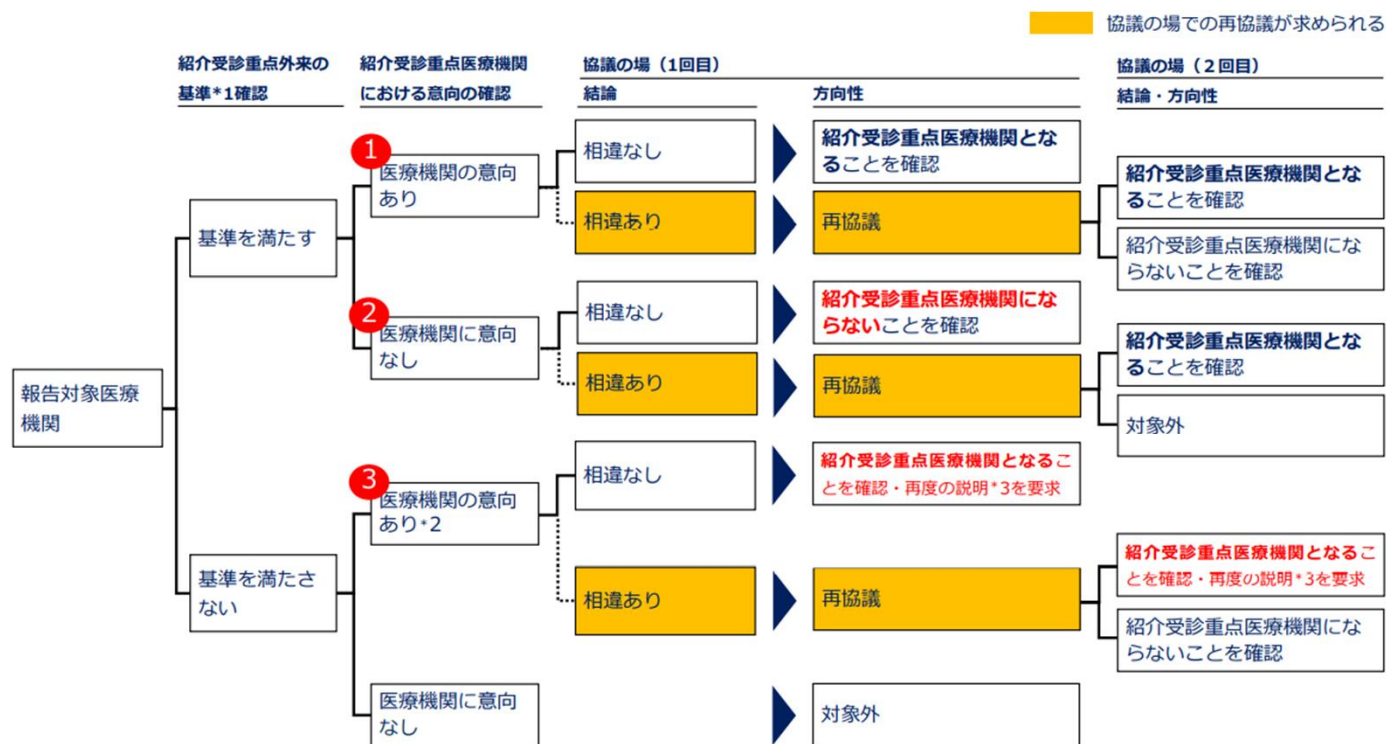 協議の場での再協議が求められる
紹介受診重点外来の
基準*1確認
紹介受診重点医療機関
における意向の確認
協議の場（1回目）
結論
方向性
協議の場（２回目）
結論・方向性
報告対象医療
機関
基準を満たす
1
医療機関の意向
あり
相違なし
紹介受診重点医療機関とな
ることを確認
相違あり
再協議
紹介受診重点医療機関とな
ることを確認
紹介受診重点医療機関にな
らないことを確認
2
医療機関に意向
なし
相違なし
紹介受診重点医療機関にな
らないことを確認
相違あり
再協議
紹介受診重点医療機関とな
ることを確認
対象外
基準を満たさ
ない
3
医療機関の意向
あり*2
相違なし
紹介受診重点医療機関となるこ
とを確認・再度の説明*3を要求
相違あり
再協議
紹介受診重点医療機関となるこ
とを確認・再度の説明*3を要求
紹介受診重点医療機関にな
らないことを確認
医療機関に意向
なし
対象外